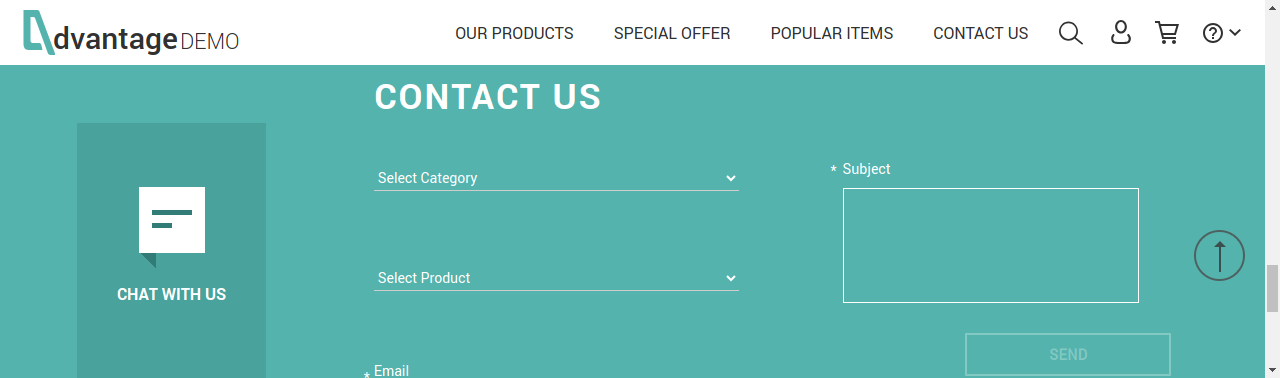 dvantage DEMO
OUR PRODUCTS
SPECIAL OFFER
POPULAR ITEMS
CONTACT US
CONTACT US
CHAT WITH US
Select Category
Select Product
* Email
* Subject
SEND